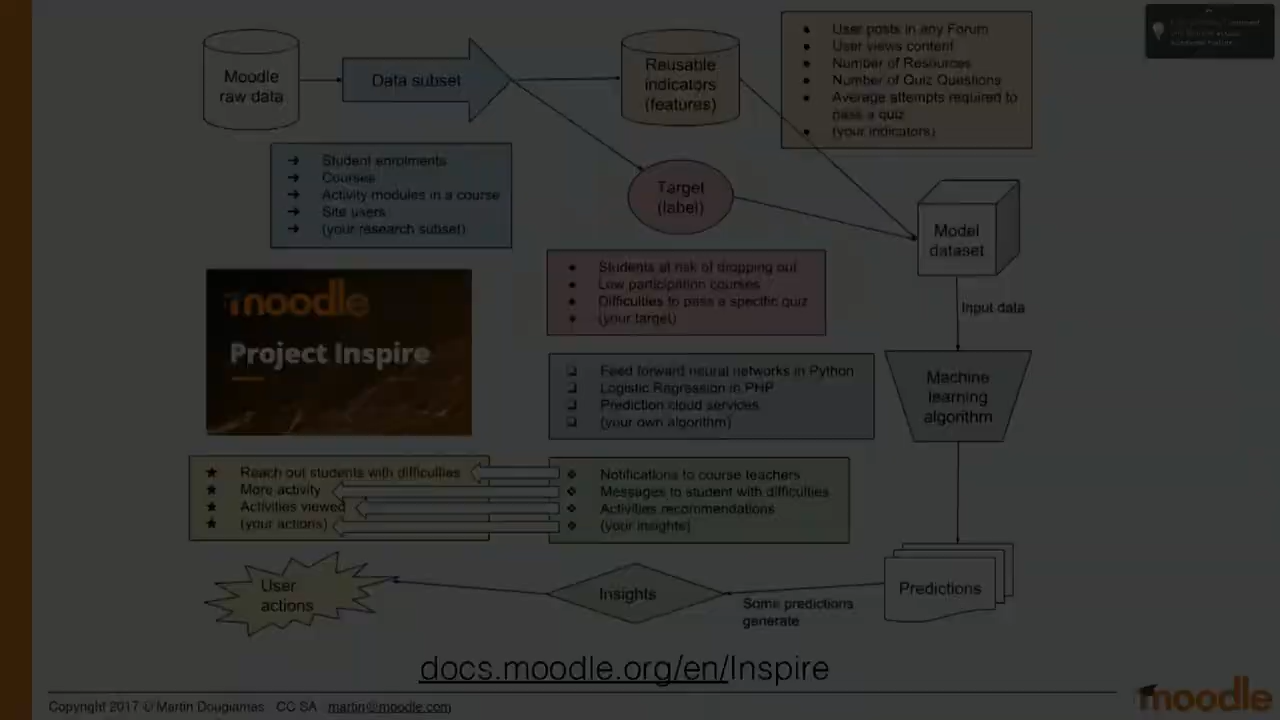 Moodle
raw data
Data subset
Reusable
indicators
(features)
User posts in any Forum
User views content
Number of Resources
Number of Quiz Questions
Average attempts required to
pass a quiz
(your indicators)
Student enrolments
Courses
Activity modules in a course
Site users
(your research subset)
Target
(label)
Model
dataset
Students at risk of dropping out
Low participation courses
Difficulties to pass a specific quiz
(your target)
Input data
moodle
Project Inspire
Feed forward neural networks in Python
Logistic Regression in PHP
Prediction cloud services
(your own algorithm)
Machine
learning
algorithm
Reach out students with difficulties
More activity
Activities viewed
(your actions)
Notifications to course teachers
Messages to student with difficulties
Activities recommendations
(your insights)
User
actions
Insights
Some predictions
generate
Predictions
docs.moodle.org/en/Inspire
Copyright 2017 © Martin Dougiamas CC SA martin@moodle.com
moodle